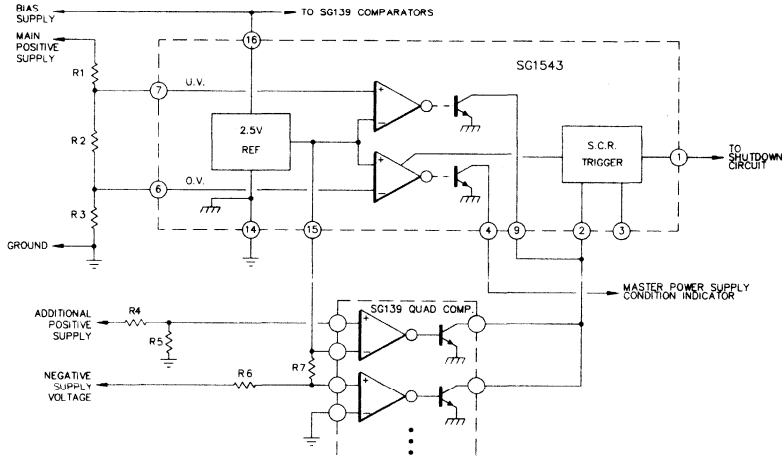 BIAS
SUPPLY
TO SG139 COMPARATORS
MAIN
POSITIVE
SUPPLY
16
SG1543
R1
7
U.V.
+
−
2.5V
REF
R2
S.C.R.
TRIGGER
1
TO
SHUTDOWN
CIRCUIT
+
−
6
O.V.
R3
14
15
4
9
2
3
GROUND
MASTER POWER SUPPLY
CONDITION INDICATOR
SG139 QUAD COMP.
ADDITIONAL
POSITIVE
SUPPLY
R4
R5
+
−
R7
NEGATIVE
SUPPLY
VOLTAGE
R6
+
−